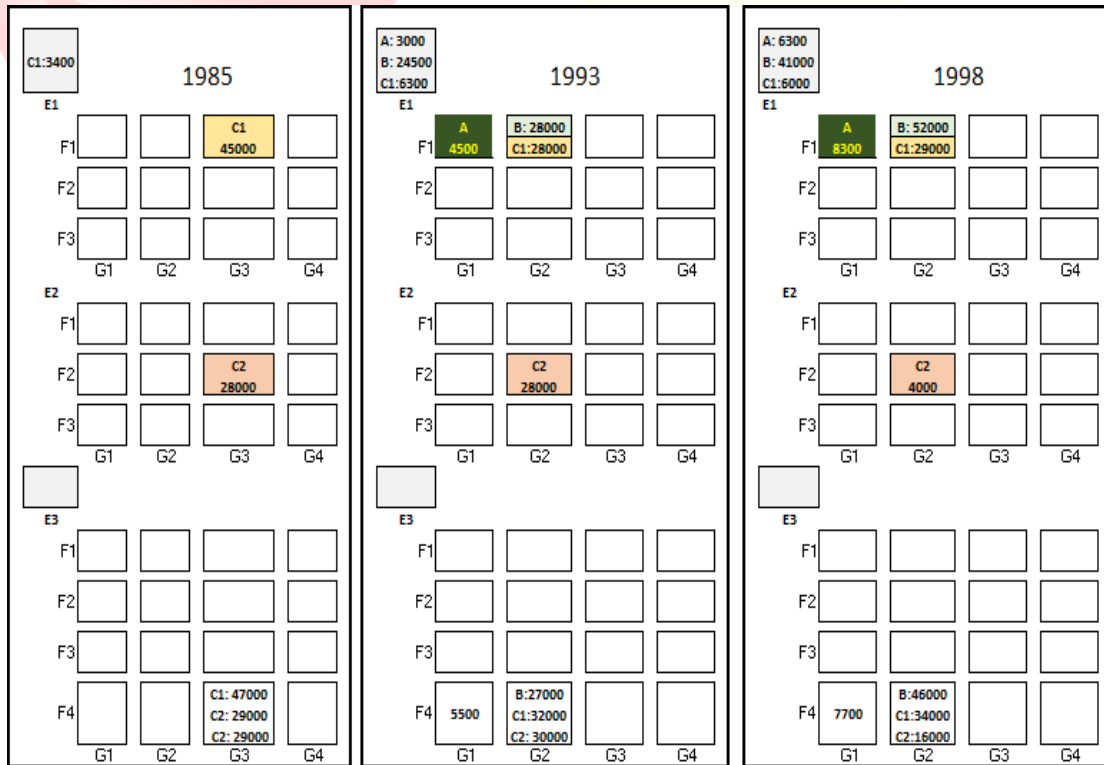 1985
C1:3400
E1
C1
45000
F1
F2
F3
G1 G2 G3 G4
E2
F1
C2
28000
F2
F3
G1 G2 G3 G4
E3
F1
F2
F3
C1: 47000
F4
C2: 29000
C2: 29000
G1 G2 G3 G4
1993
A: 3000
B: 24500
C1:6300
E1
A
4500
B: 28000
C1:28000
F1
F2
F3
G1 G2 G3 G4
E2
F1
C2
28000
F2
F3
G1 G2 G3 G4
E3
F1
F2
F3
F4
5500
B:27000
C1:32000
C2: 30000
G1 G2 G3 G4
1998
A: 6300
B: 41000
C1:6000
E1
A
8300
B: 52000
C1:29000
F1
F2
F3
G1 G2 G3 G4
E2
F1
C2
4000
F2
F3
G1 G2 G3 G4
E3
F1
F2
F3
F4
7700
B:46000
C1:34000
C2:16000
G1 G2 G3 G4